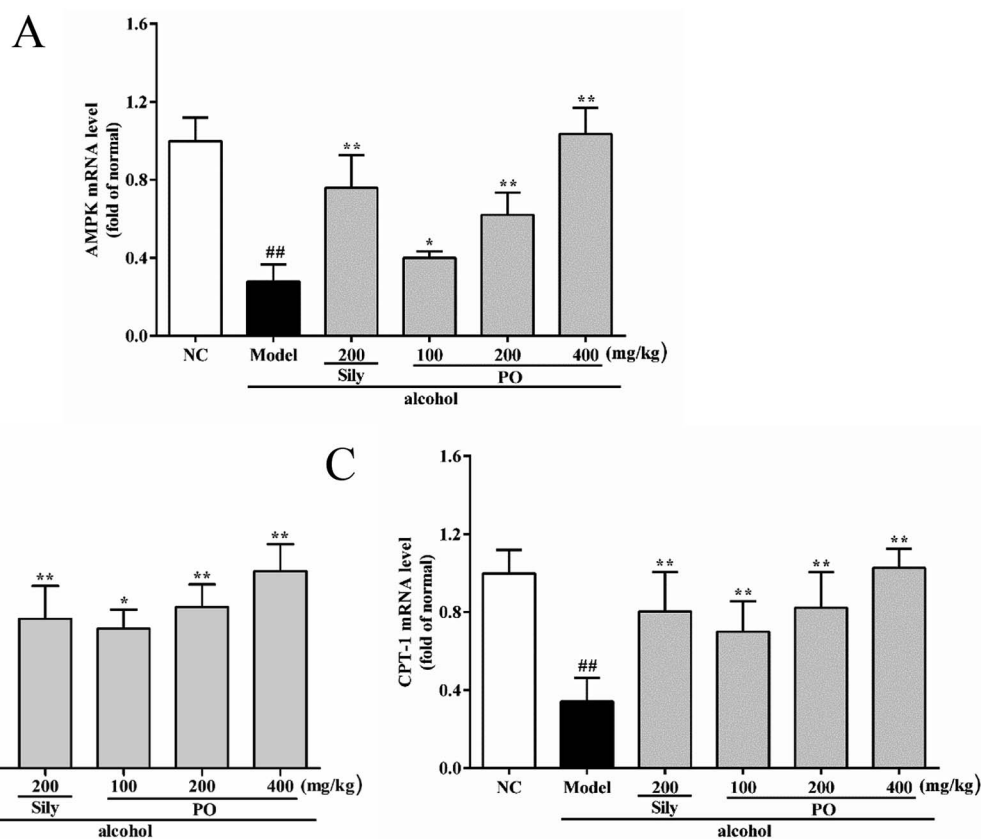 A
AMPK mRNA level
(fold of normal)
1.6
1.2
0.8
0.4
0.0
##
**
*
**
**
NC Model 200 100 200 400 (mg/kg)
Sily PO
alcohol
**
*
**
**
200 100 200 400 (mg/kg)
Sily PO
alcohol
C
CPT-1 mRNA level
(fold of normal)
1.6
1.2
0.8
0.4
0.0
##
**
**
**
**
NC Model 200 100 200 400 (mg/kg)
Sily PO
alcohol